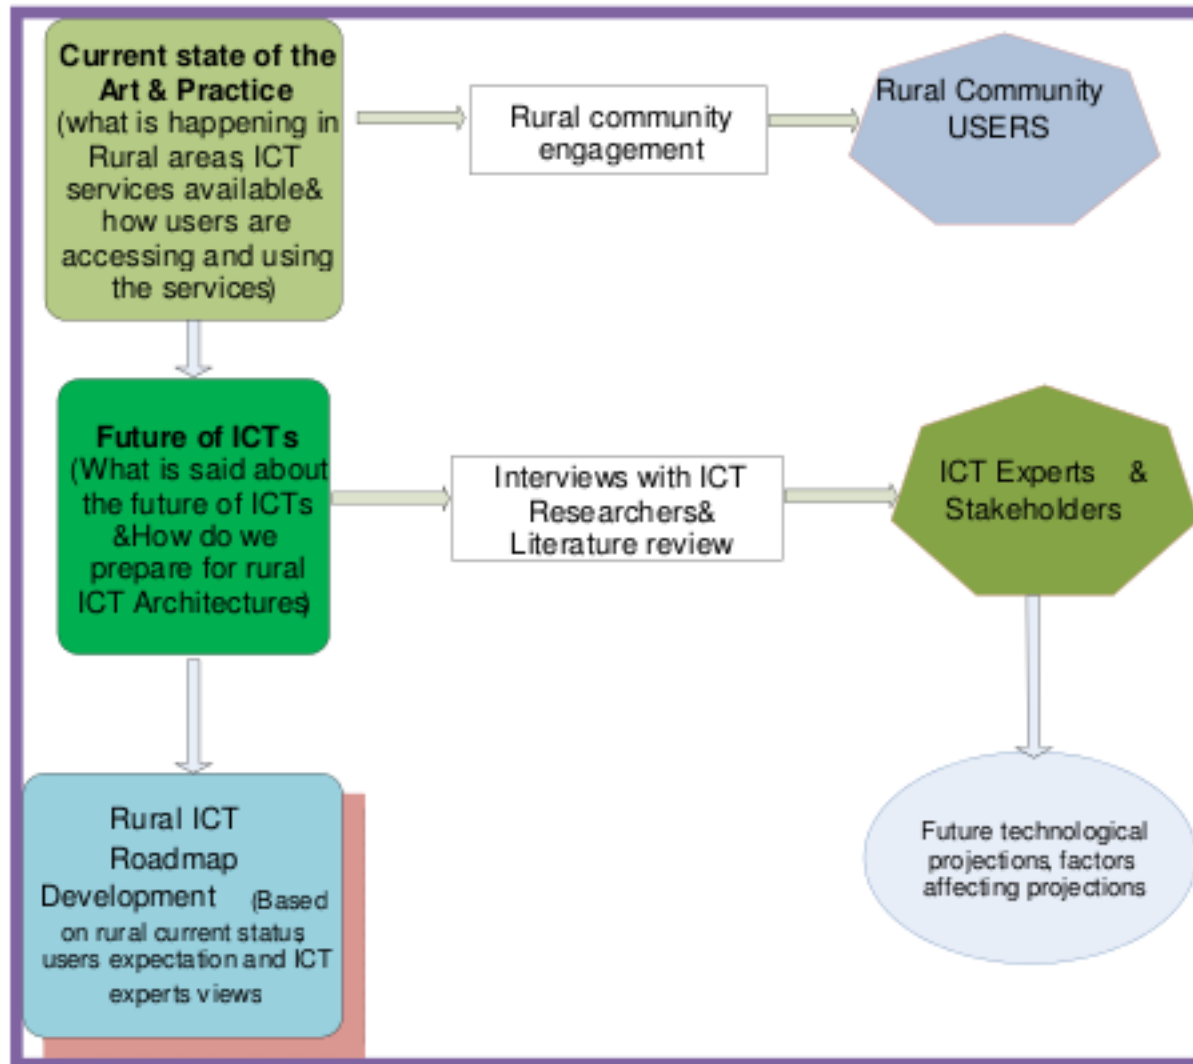 Current state of the
Art & Practice
(what is happening in
Rural areas, ICT
services available&
how users are
accessing and using
the services)
Rural community
engagement
Rural Community
USERS
Future of ICTs
(What is said about
the future of ICTs
&How do we
prepare for rural
ICT Architectures)
Interviews with ICT
Researchers&
Literature review
ICT Experts &
Stakeholders
Rural ICT
Roadmap
Development (Based
on rural current status,
users expectation and ICT
experts views
Future technological
projections, factors
affecting projections